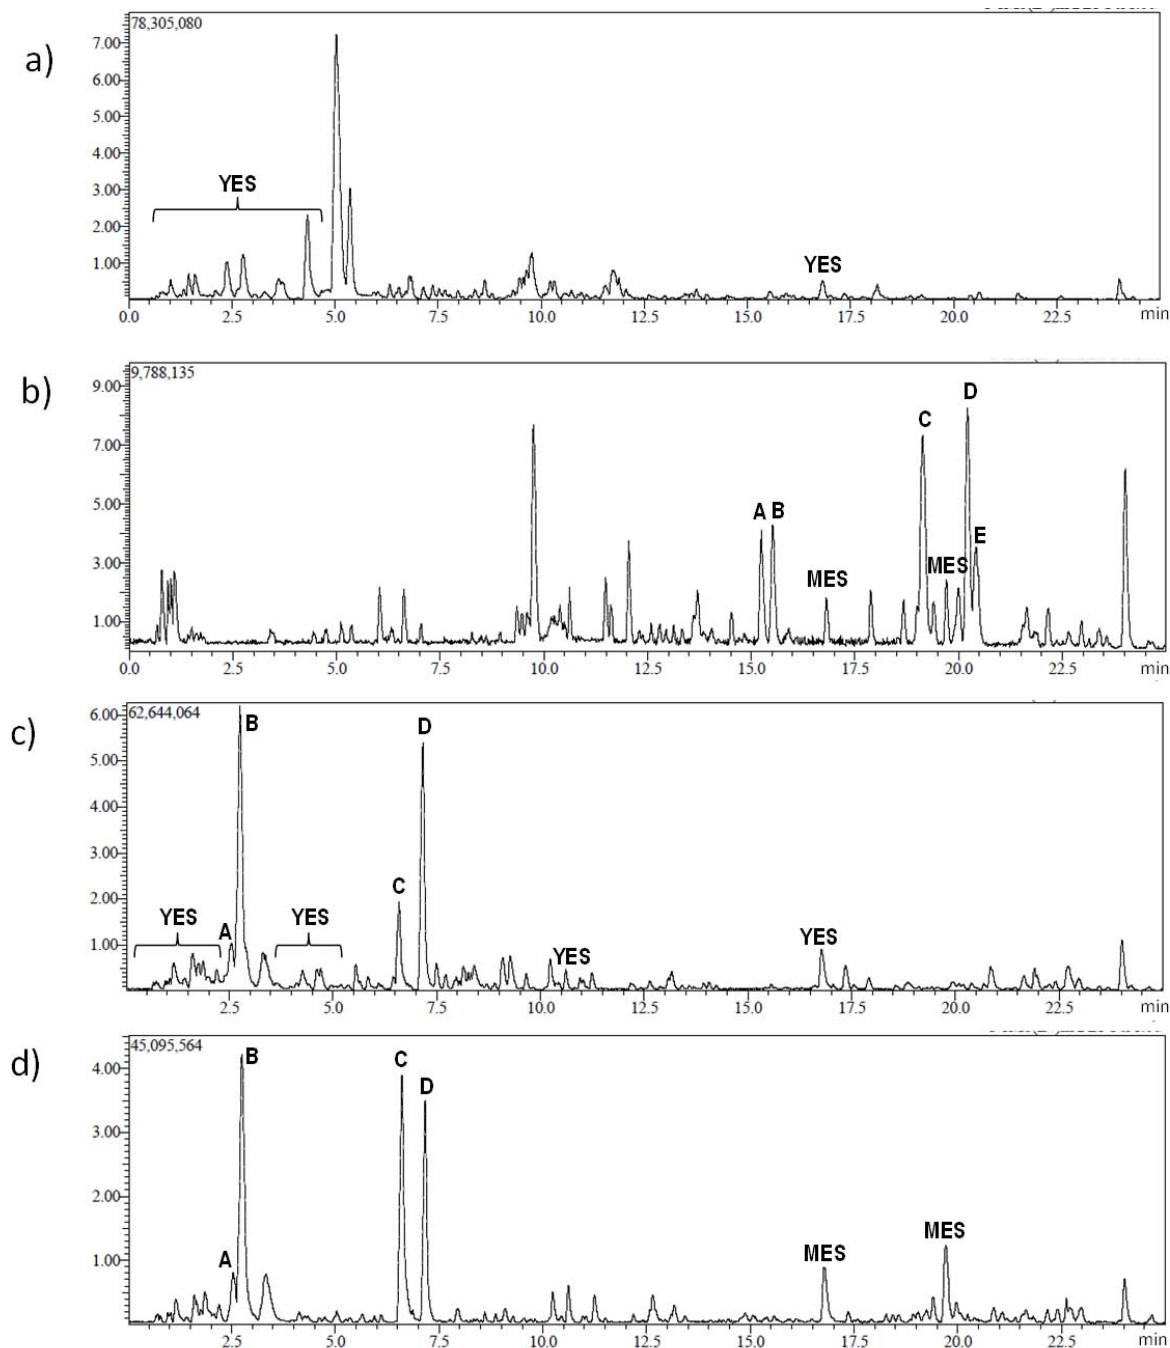 a)
78,305,080
7.00
6.00
5.00
4.00
3.00
2.00
1.00
YES
YES
0.0 2.5 5.0 7.5 10.0 12.5 15.0 17.5 20.0 22.5 min
b)
9,788,135
9.00
7.00
5.00
3.00
1.00
A B MES C MES D E
0.0 2.5 5.0 7.5 10.0 12.5 15.0 17.5 20.0 22.5 min
c)
62,644,064
6.00
5.00
4.00
3.00
2.00
1.00
YES A B YES C D YES YES
2.5 5.0 7.5 10.0 12.5 15.0 17.5 20.0 22.5 min
d)
45,095,564
4.00
3.00
2.00
1.00
A B C D MES MES
2.5 5.0 7.5 10.0 12.5 15.0 17.5 20.0 22.5 min